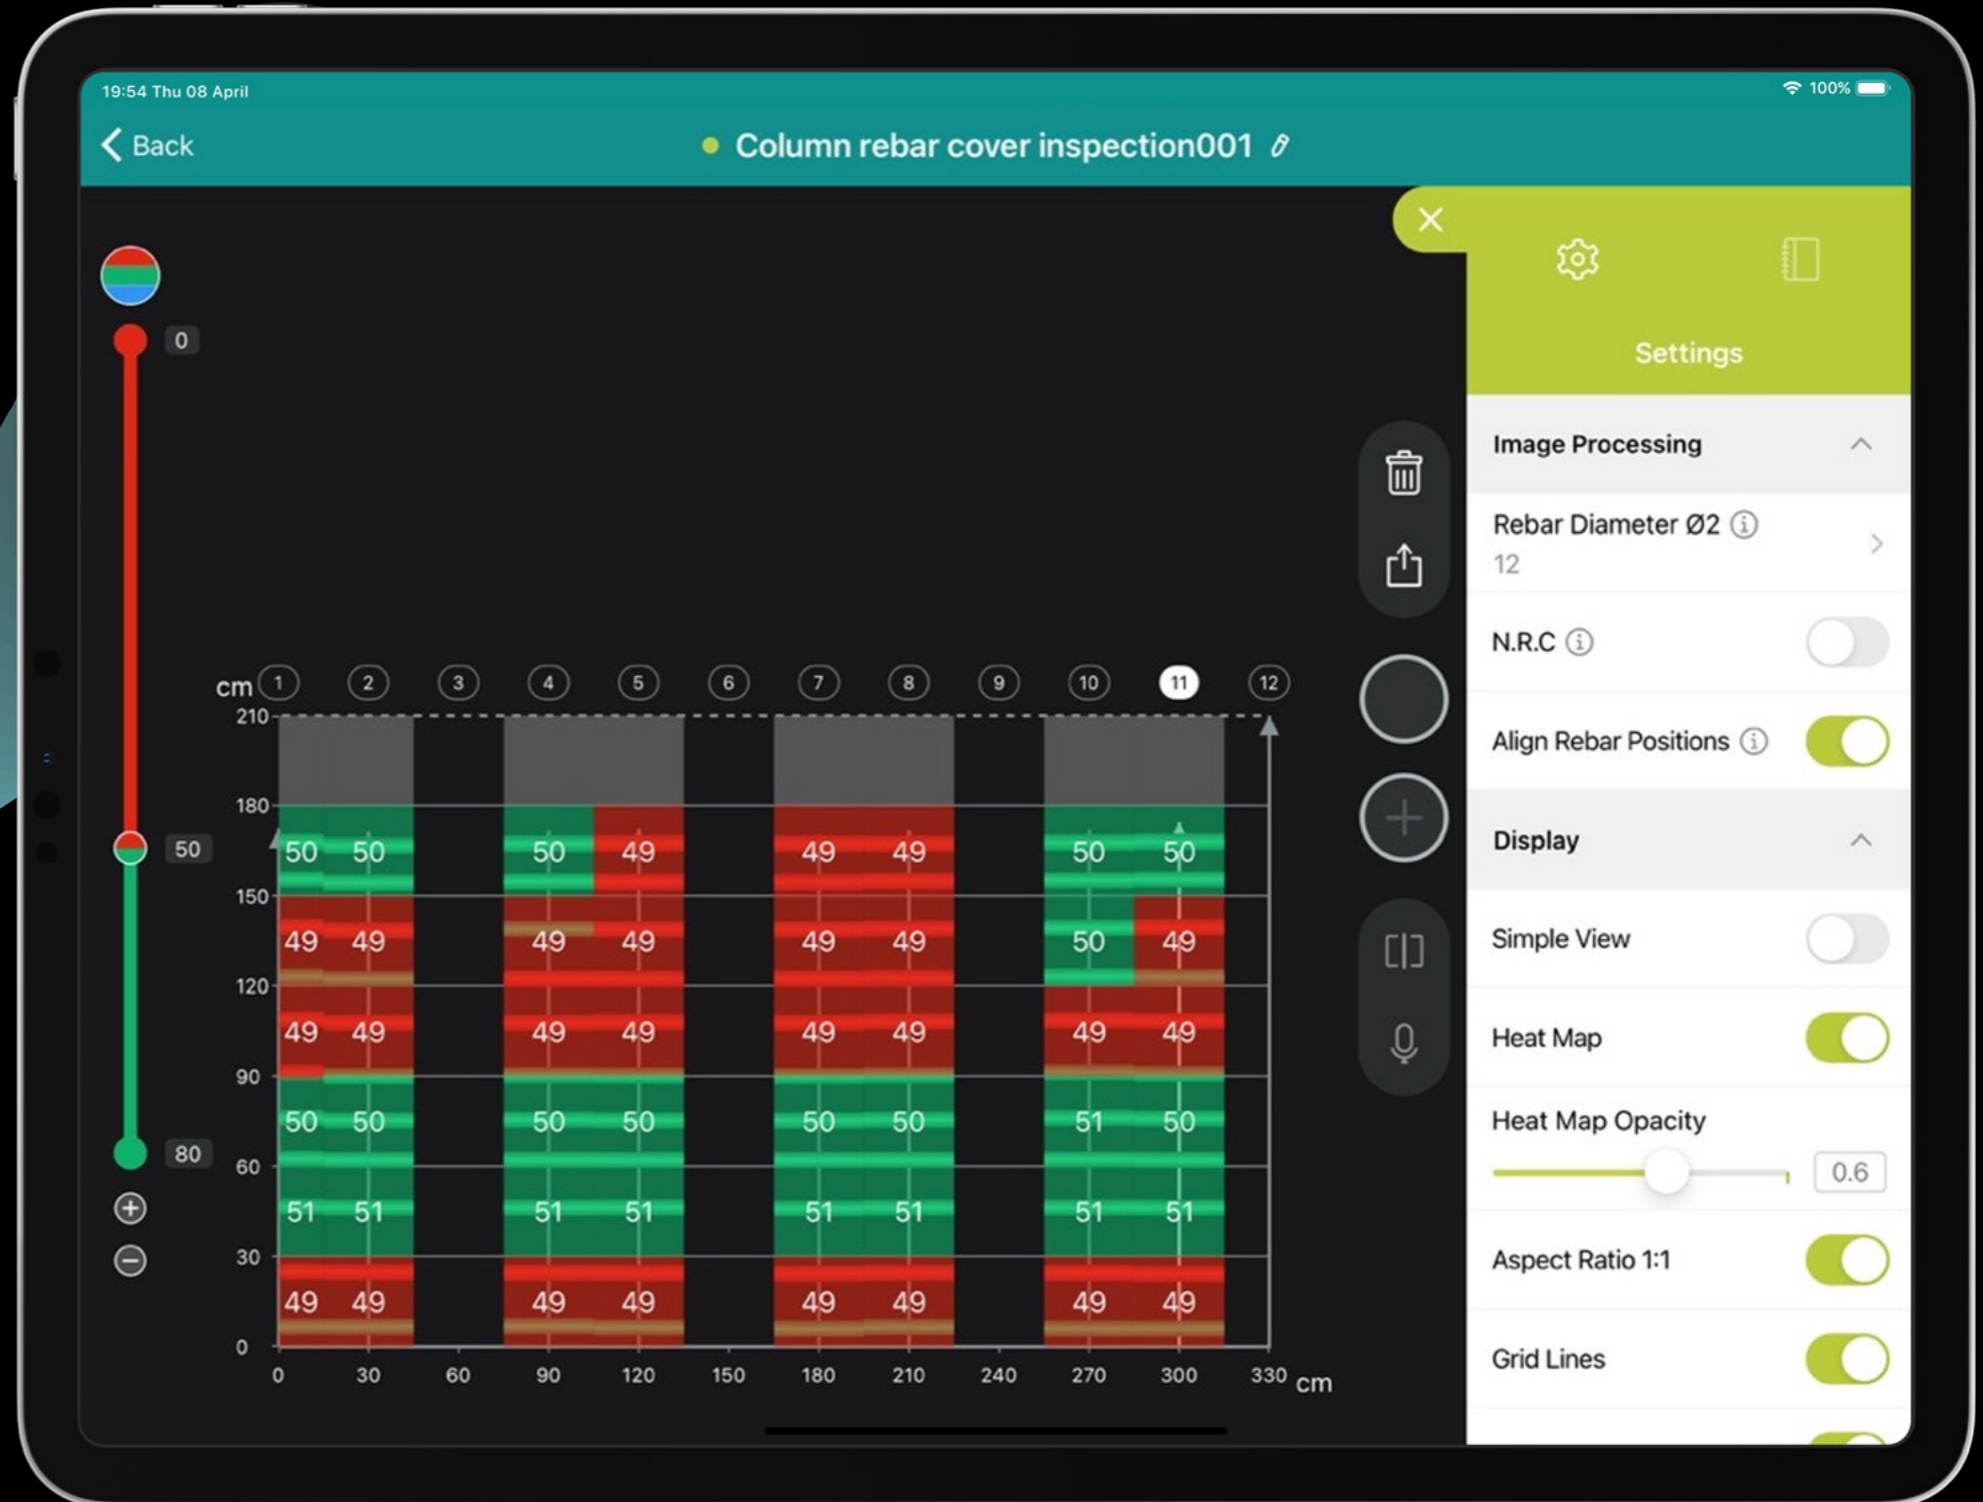 19:54 Thu 08 April
100%
Back
Column rebar cover inspection001
Settings
Image Processing
Rebar Diameter Ø2
12
N.R.C
Align Rebar Positions
Display
Simple View
Heat Map
Heat Map Opacity
0.6
Aspect Ratio 1:1
Grid Lines
0
50
80
cm 1 2 3 4 5 6 7 8 9 10 11 12
210
180
50 50 50 49 49 49 50 50
150
49 49 49 49 49 49 50 49
120
49 49 49 49 49 49 49 49
90
50 50 50 50 50 50 51 50
60
51 51 51 51 51 51 51 51
30
49 49 49 49 49 49 49 49
0
0 30 60 90 120 150 180 210 240 270 300 330 cm